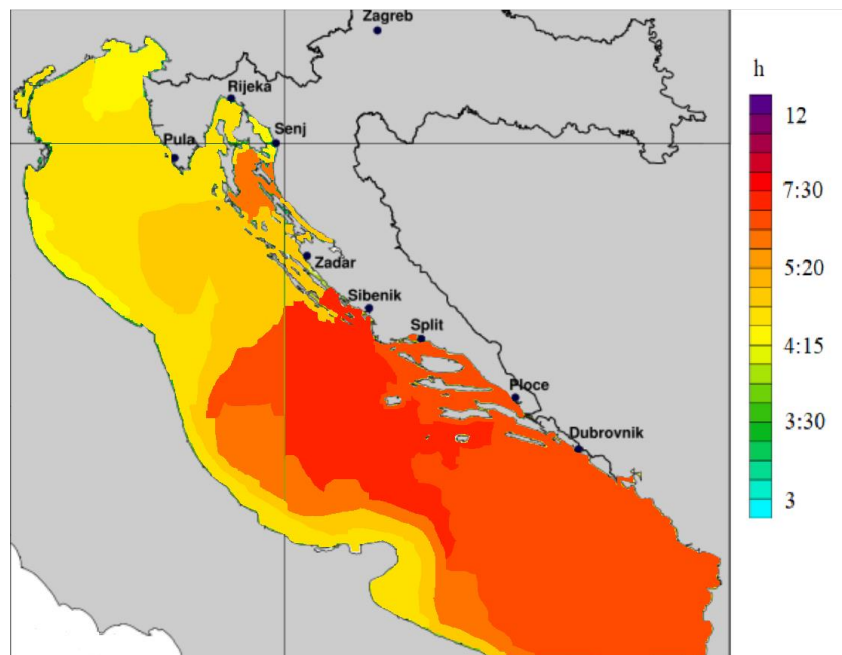 Zagreb
h
Rijeka
12
Pula
Senj
7:30
Zadar
5:20
Sibenik
Split
4:15
Ploce
3:30
Dubrovnik
3